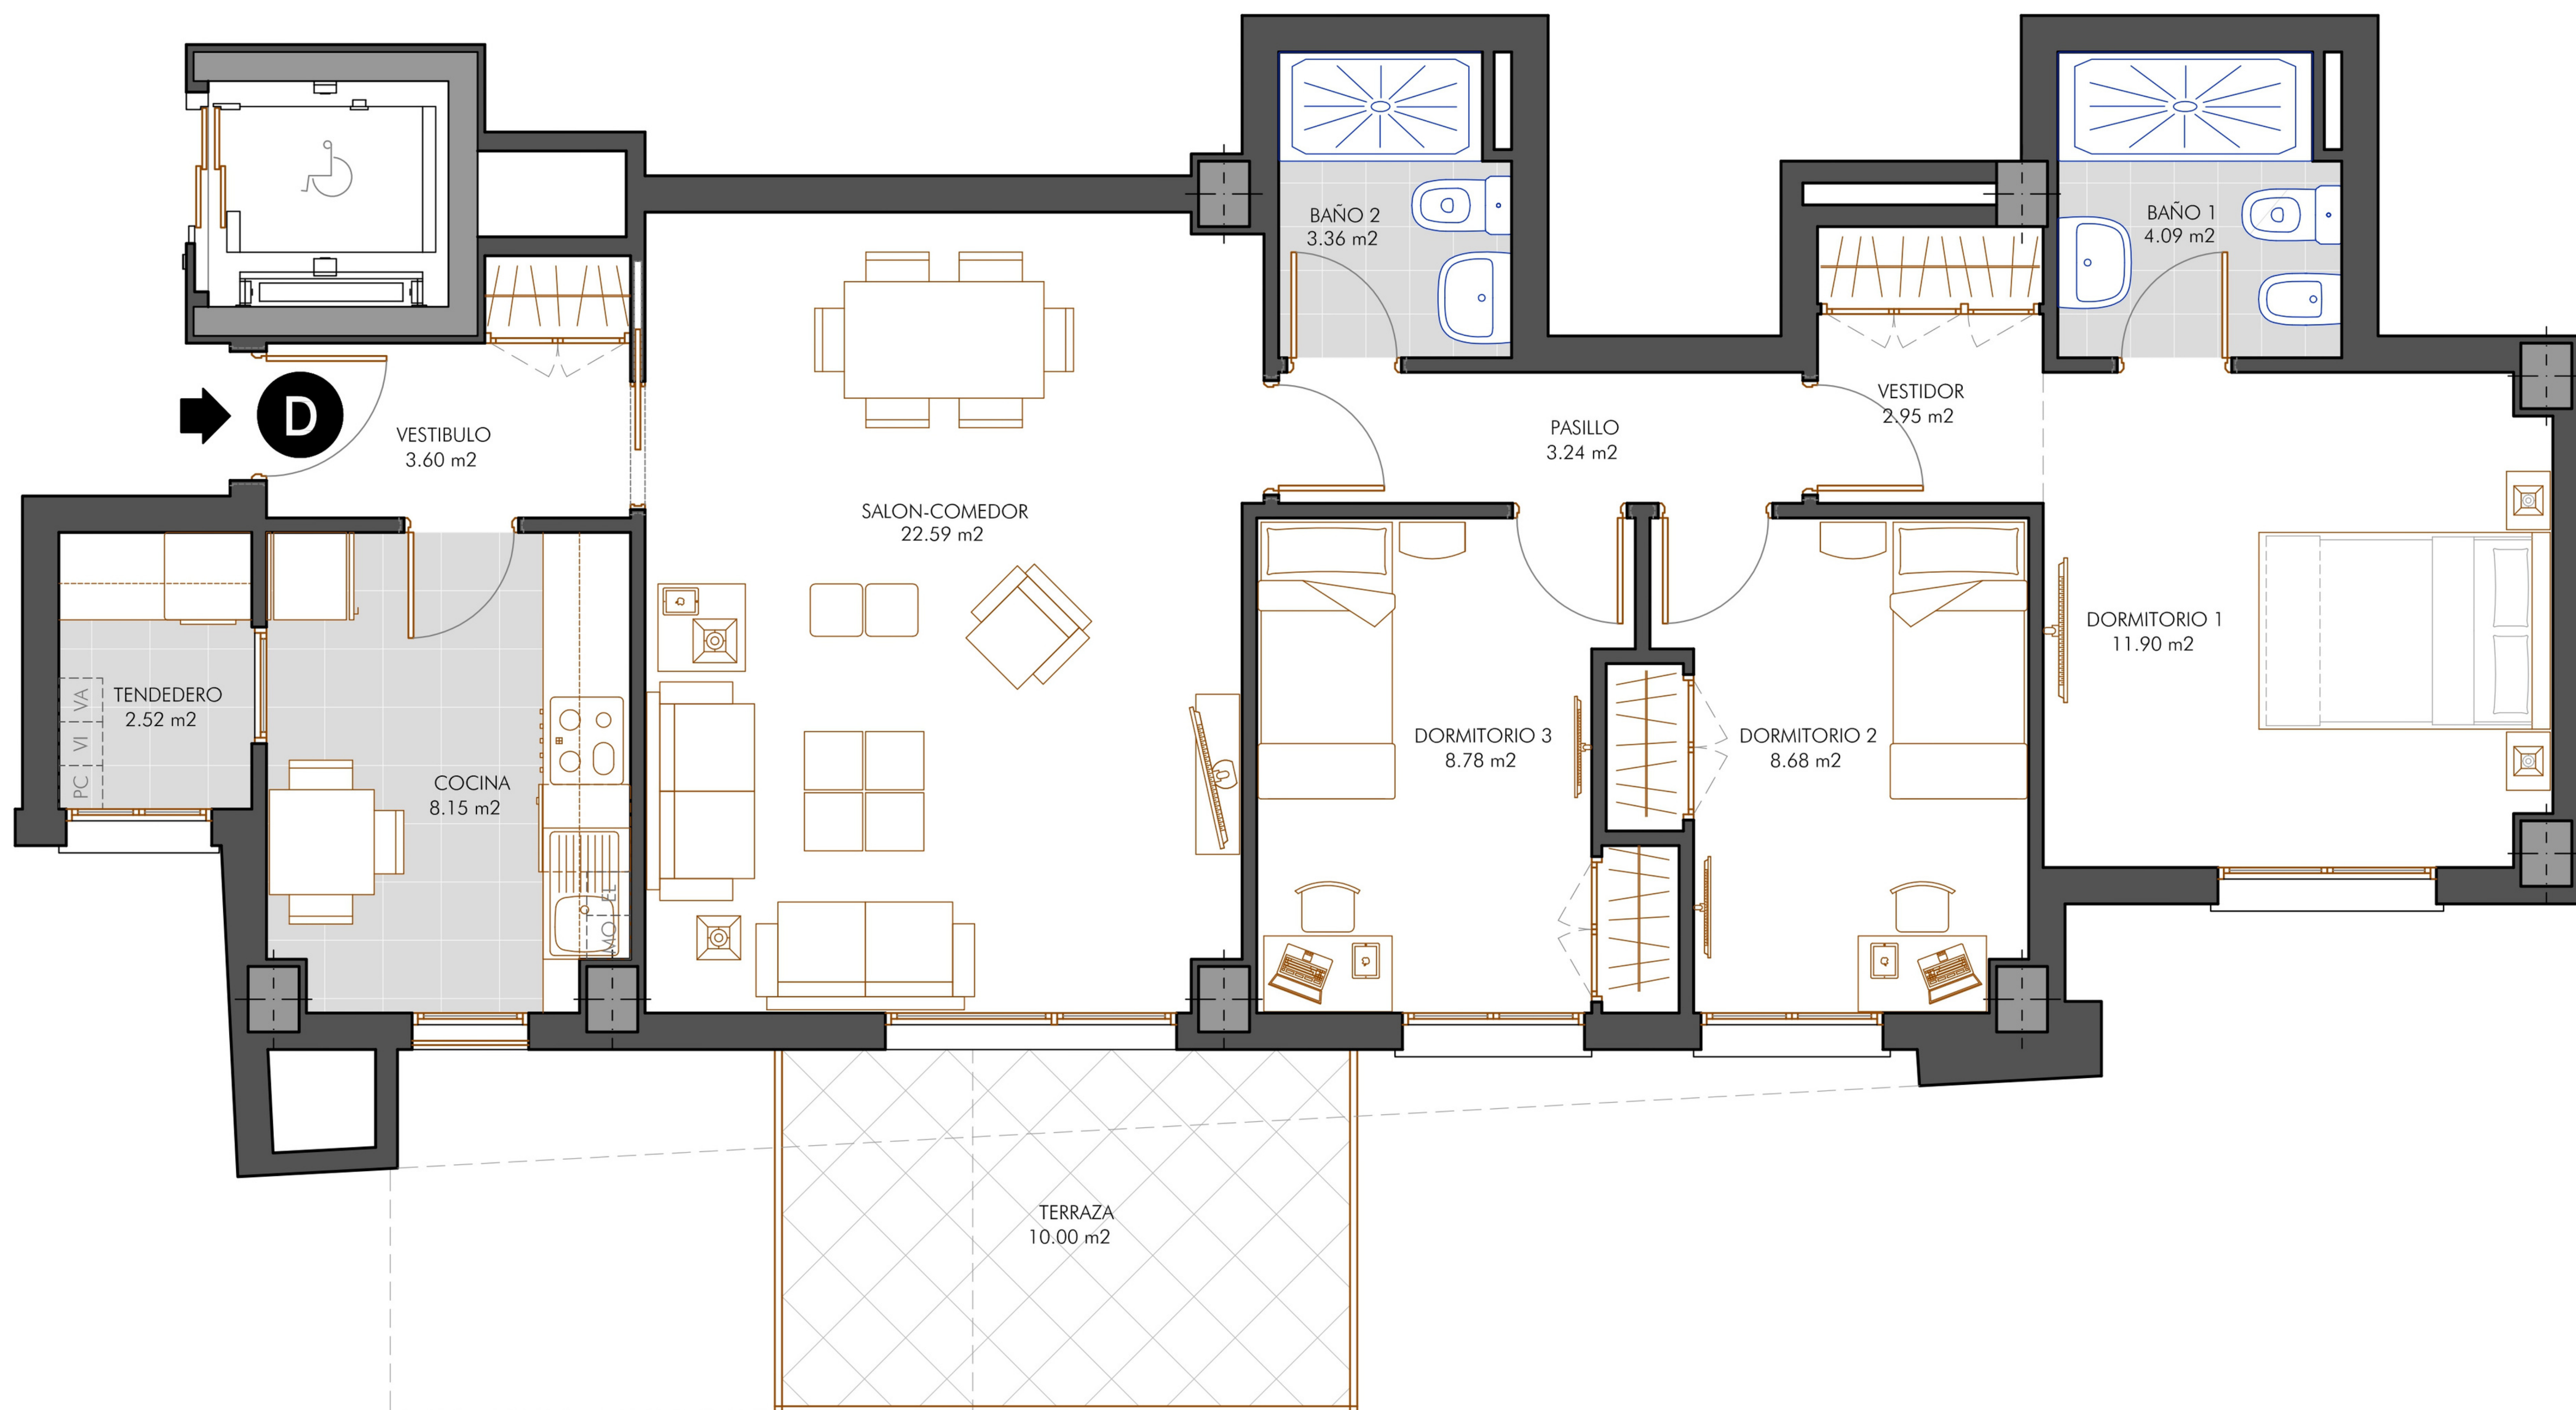 BAÑO 2
3.36 m2
BAÑO 1
4.09 m2
D
VESTIBULO
3.60 m2
VESTIDOR
2.95 m2
PASILLO
3.24 m2
SALON-COMEDOR
22.59 m2
DORMITORIO 1
11.90 m2
TENDEDERO
2.52 m2
VA
VI
PC
COCINA
8.15 m2
DORMITORIO 3
8.78 m2
DORMITORIO 2
8.68 m2
EL
MO
TERRAZA
10.00 m2